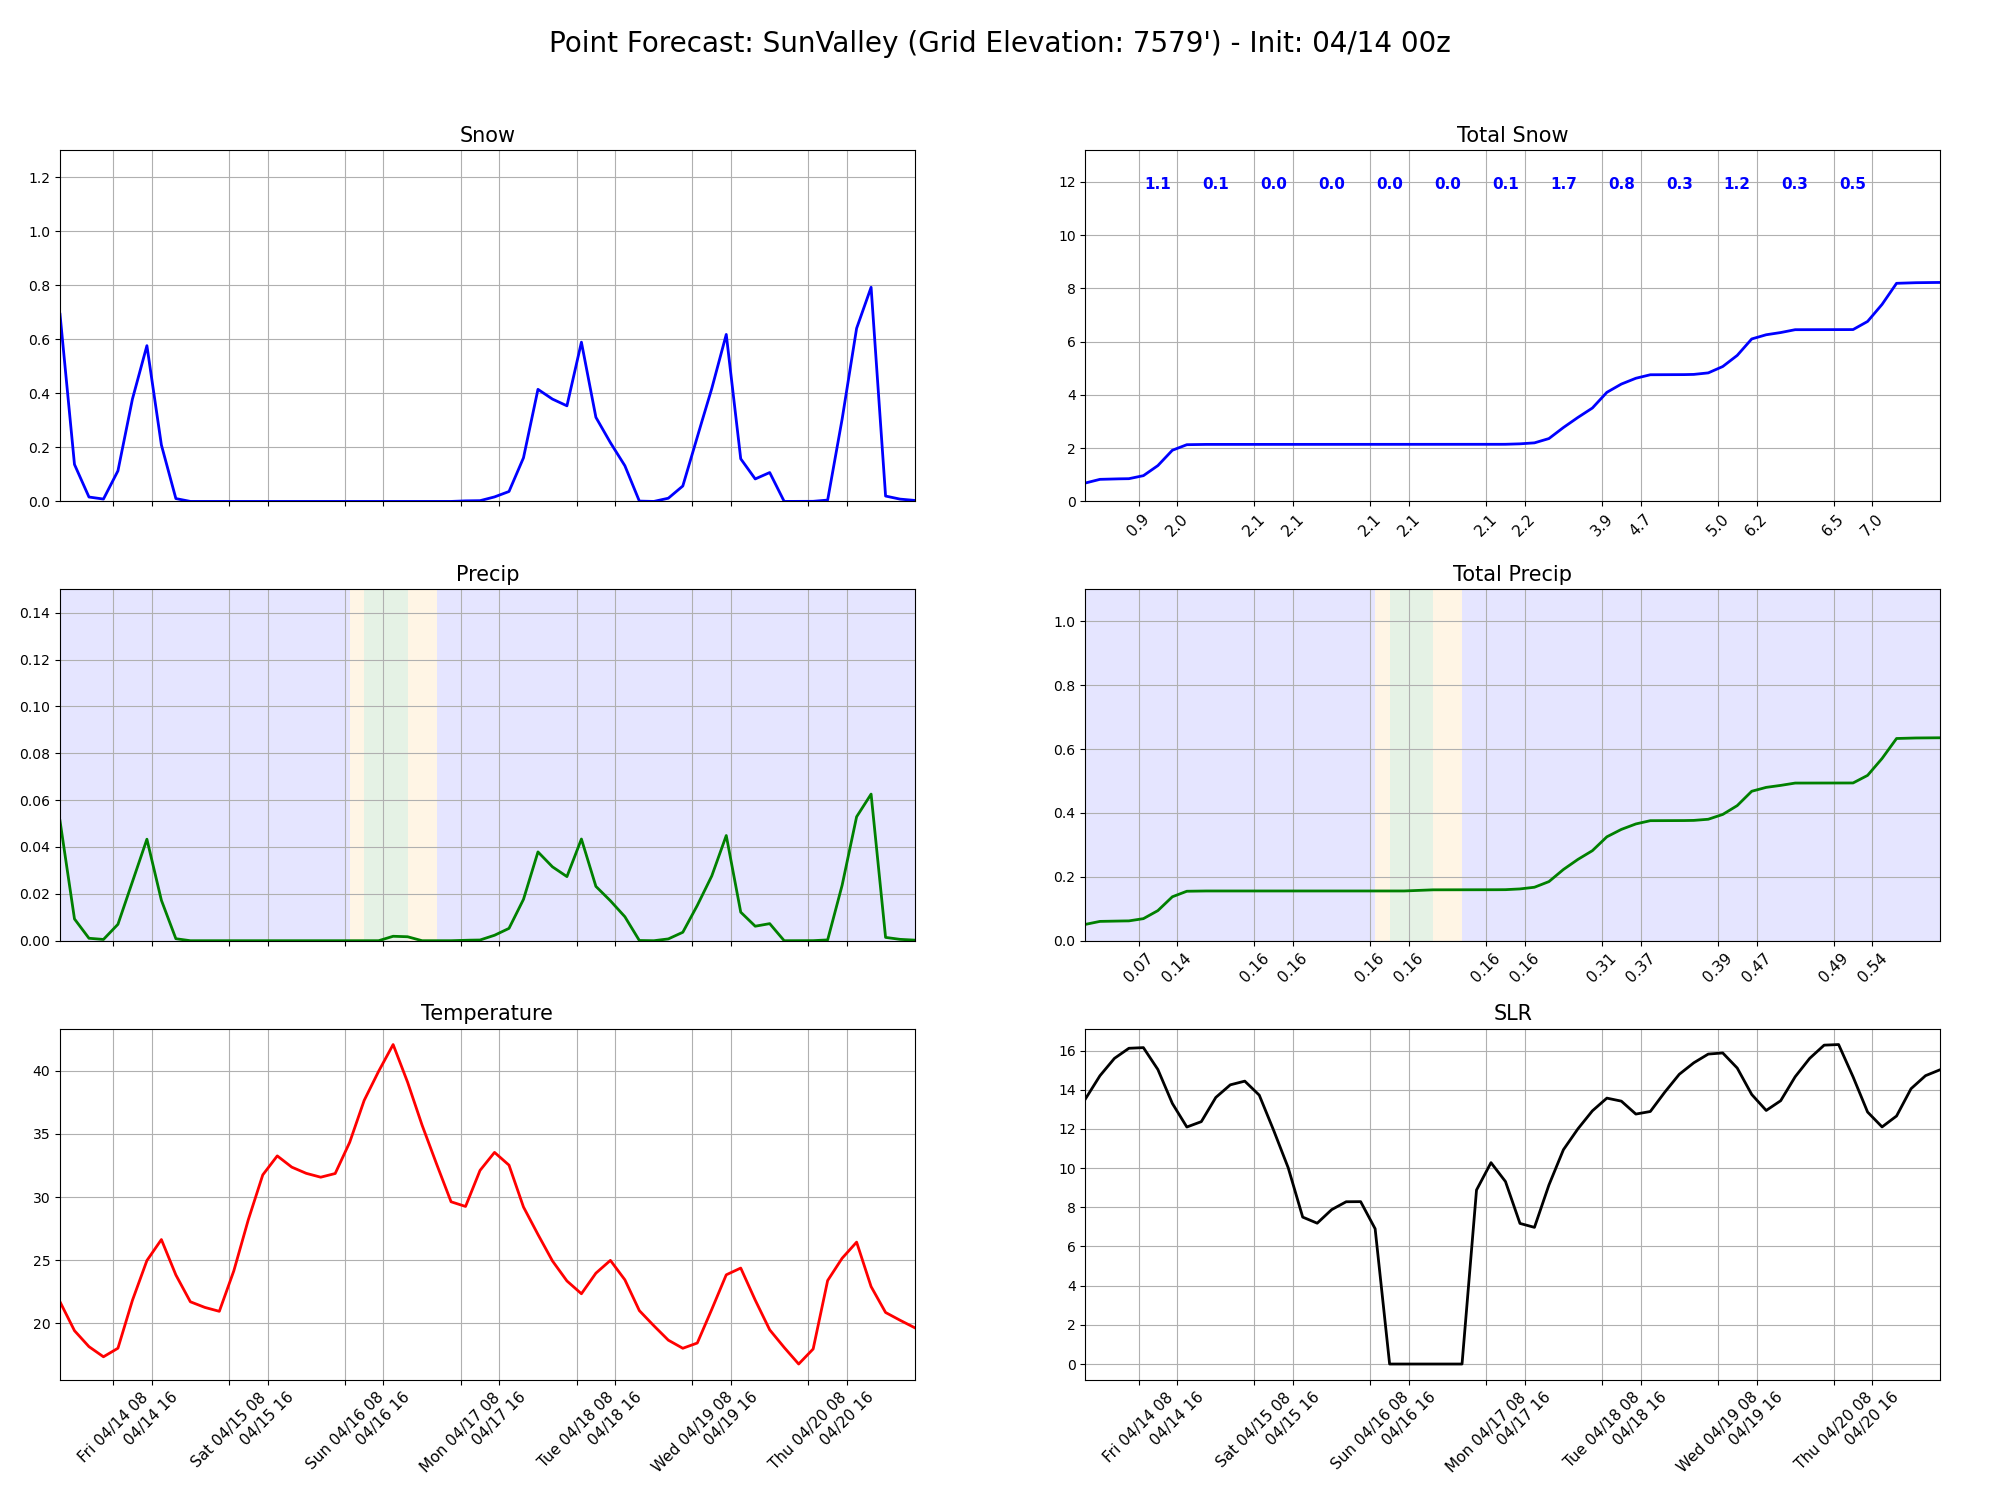 Point Forecast: SunValley (Grid Elevation: 7579') - Init: 04/14 00z
Snow
1.2
1.0
0.8
0.6
0.4
0.2
0.0
Total Snow
12
10
8
6
4
2
0
1.1 0.1 0.0 0.0 0.0 0.0 0.1 1.7 0.8 0.3 1.2 0.3 0.5
0.9 2.0 2.1 2.1 2.1 2.1 2.1 2.2 3.9 4.7 5.0 6.2 6.5 7.0
Precip
0.14
0.12
0.10
0.08
0.06
0.04
0.02
0.00
Total Precip
1.0
0.8
0.6
0.4
0.2
0.0
0.07 0.14 0.16 0.16 0.16 0.16 0.16 0.16 0.31 0.37 0.39 0.47 0.49 0.54
Temperature
40
35
30
25
20
Fri 04/14 08
04/14 16
Sat 04/15 08
04/15 16
Sun 04/16 08
04/16 16
Mon 04/17 08
04/17 16
Tue 04/18 08
04/18 16
Wed 04/19 08
04/19 16
Thu 04/20 08
04/20 16
SLR
16
14
12
10
8
6
4
2
0
Fri 04/14 08
04/14 16
Sat 04/15 08
04/15 16
Sun 04/16 08
04/16 16
Mon 04/17 08
04/17 16
Tue 04/18 08
04/18 16
Wed 04/19 08
04/19 16
Thu 04/20 08
04/20 16